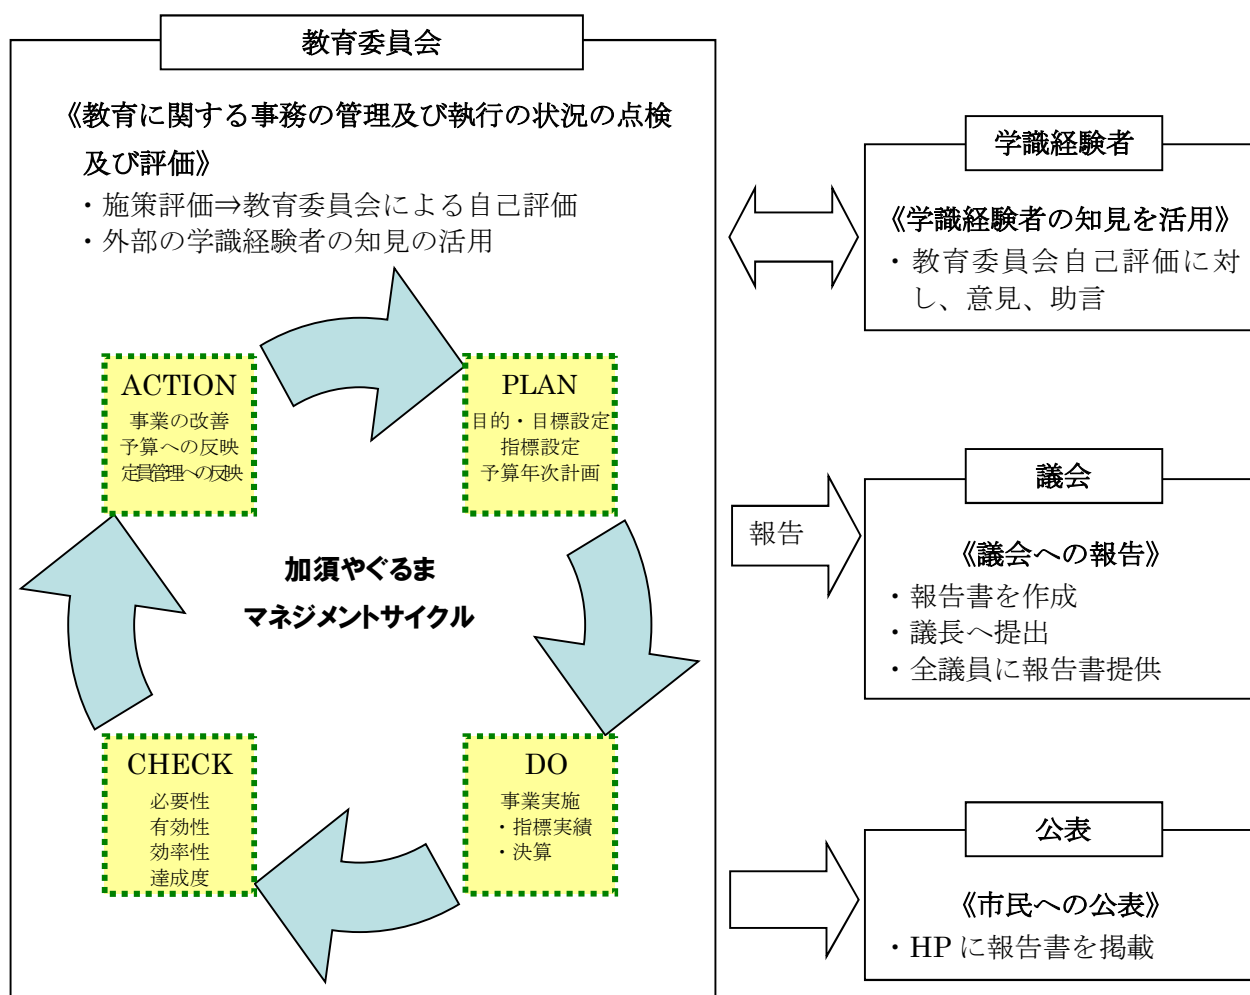 教育委員会
《教育に関する事務の管理及び執行の状況の点検
及び評価》
・施策評価⇒教育委員会による自己評価
・外部の学識経験者の知見の活用
ACTION
事業の改善
予算への反映
定員管理への反映
PLAN
目的・目標設定
指標設定
予算年次計画
加須やぐるま
マネジメントサイクル
CHECK
必要性
有効性
効率性
達成度
DO
事業実施
・指標実績
・決算
学識経験者
《学識経験者の知見を活用》
・教育委員会自己評価に対
し、意見、助言
報告
議会
《議会への報告》
・報告書を作成
・議長へ提出
・全議員に報告書提供
公表
《市民への公表》
・HPに報告書を掲載